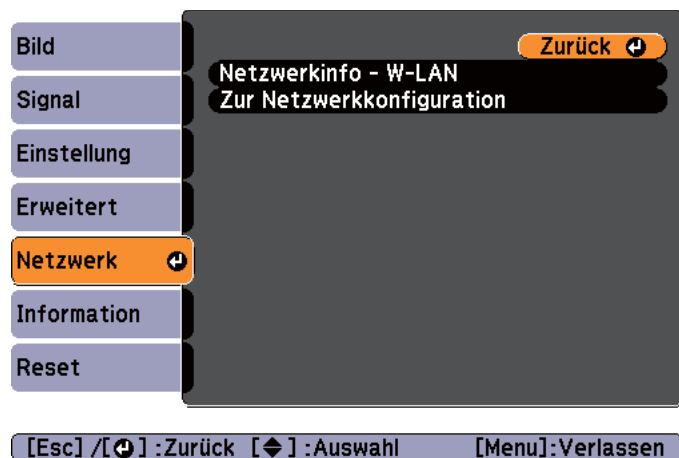 Bild
Signal
Einstellung
Erweitert
Netzwerk
Information
Reset
Zurück
Netzwerkinfo - W-LAN
Zur Netzwerkkonfiguration
[Esc] /[ ] :Zurück [ ] :Auswahl [Menu]:Verlassen